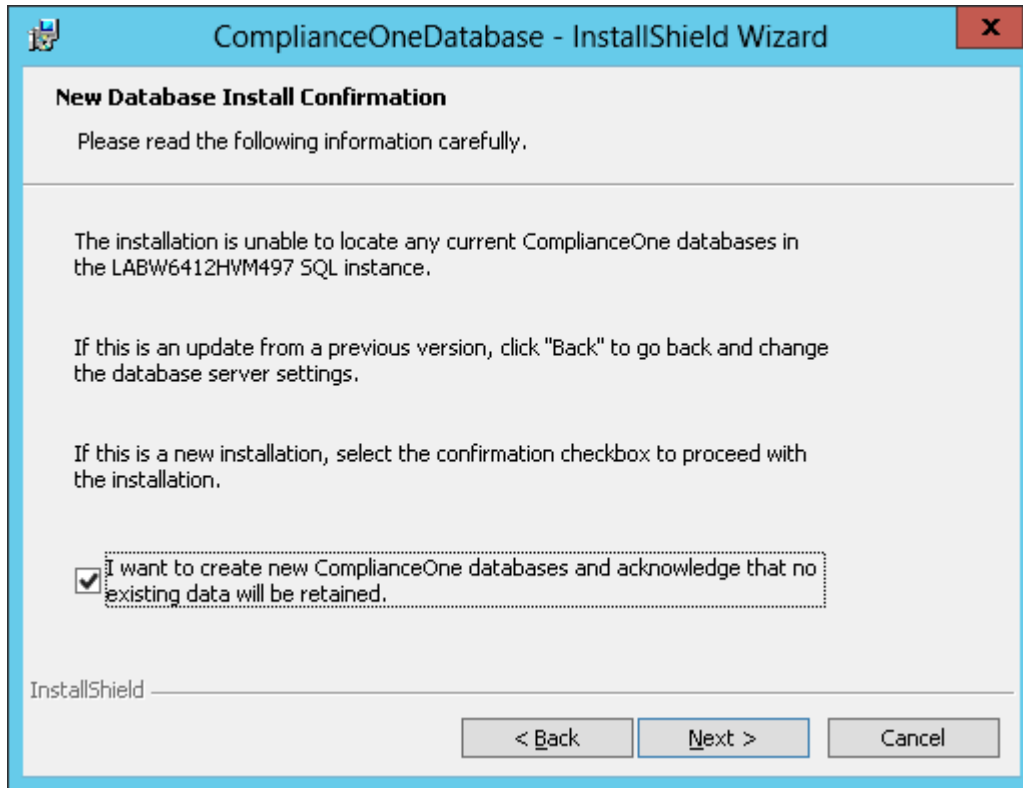 ComplianceOneDatabase - InstallShield Wizard
x
New Database Install Confirmation
Please read the following information carefully.
The installation is unable to locate any current ComplianceOne databases in
the LABW6412HVM497 SQL instance.
If this is an update from a previous version, click "Back" to go back and change
the database server settings.
If this is a new installation, select the confirmation checkbox to proceed with
the installation.
I want to create new ComplianceOne databases and acknowledge that no
existing data will be retained.
InstallShield
< Back
Next >
Cancel